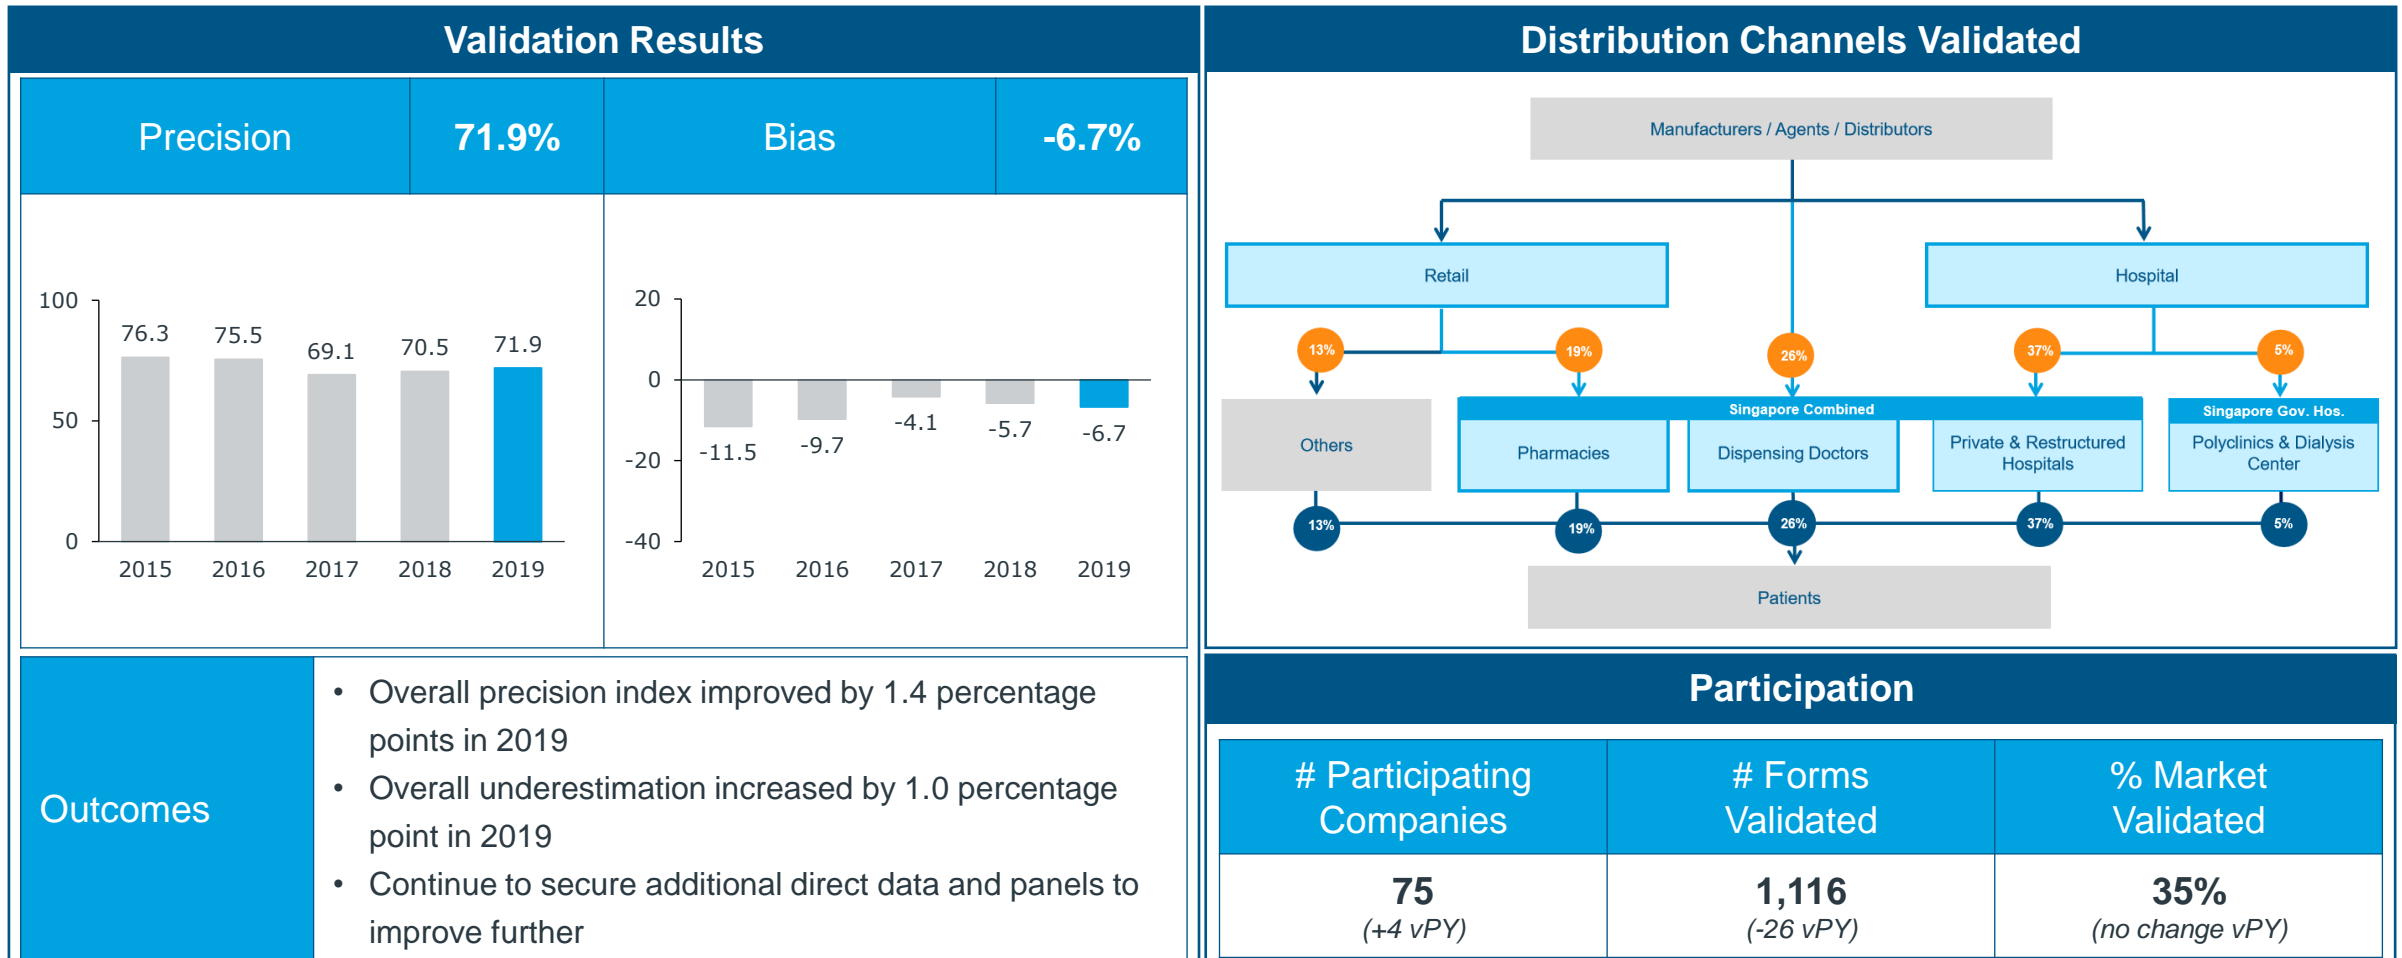 Validation Results
Precision
71.9%
Bias
-6.7%
100
50
0
76.3
75.5
69.1
70.5
71.9
2015
2016
2017
2018
2019
20
0
-20
-40
-11.5
-9.7
-4.1
-5.7
-6.7
2015
2016
2017
2018
2019
Outcomes
• Overall precision index improved by 1.4 percentage
points in 2019
• Overall underestimation increased by 1.0 percentage
point in 2019
• Continue to secure additional direct data and panels to
improve further
Distribution Channels Validated
Manufacturers / Agents / Distributors
Retail
Hospital
13%
19%
26%
37%
5%
Singapore Combined
Singapore Gov. Hos.
Others
Pharmacies
Dispensing Doctors
Private & Restructured
Hospitals
Polyclinics & Dialysis
Center
13%
19%
26%
37%
5%
Patients
Participation
# Participating
Companies
# Forms
Validated
% Market
Validated
75
(+4 vPY)
1,116
(-26 vPY)
35%
(no change vPY)